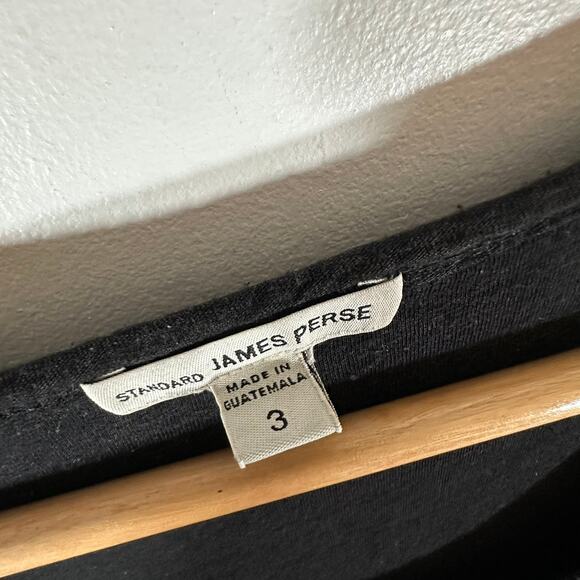 STANDARD JAMES PERSE
MADE IN
GUATEMALA
3